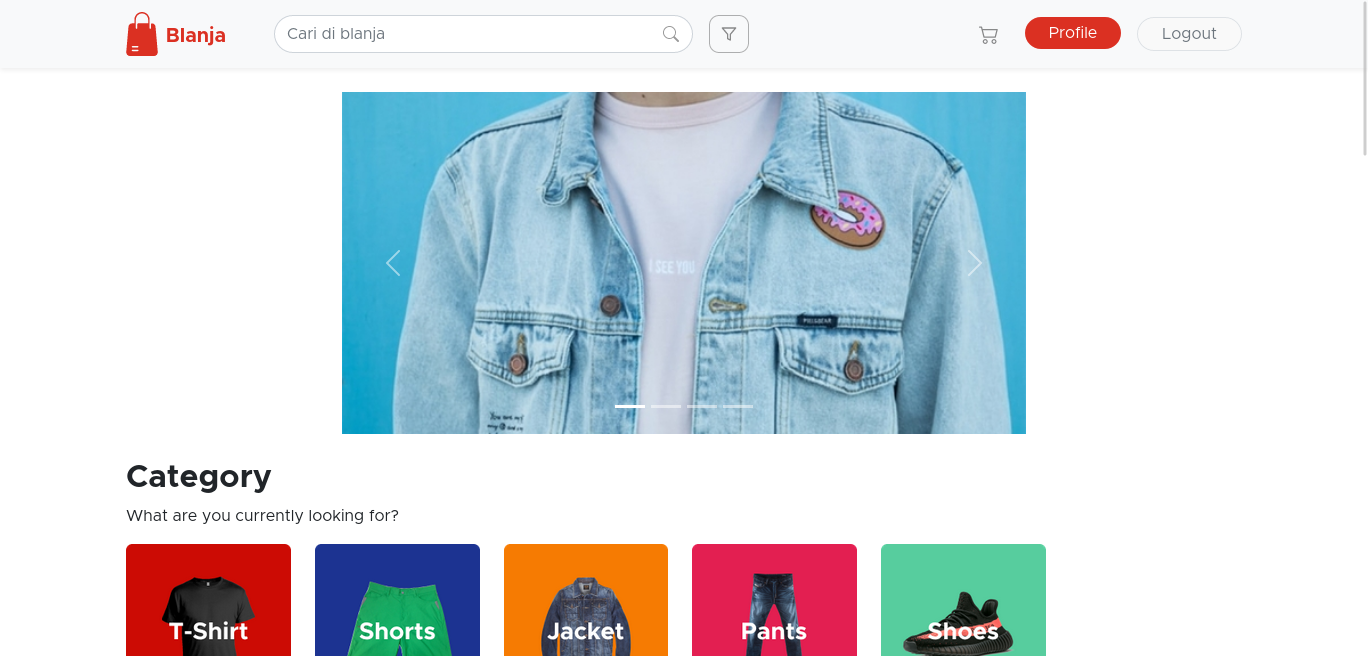 Blanja
Cari di blanja
Profile
Logout
I SEE YOU
Category
What are you currently looking for?
T-Shirt
Shorts
Jacket
Pants
Shoes